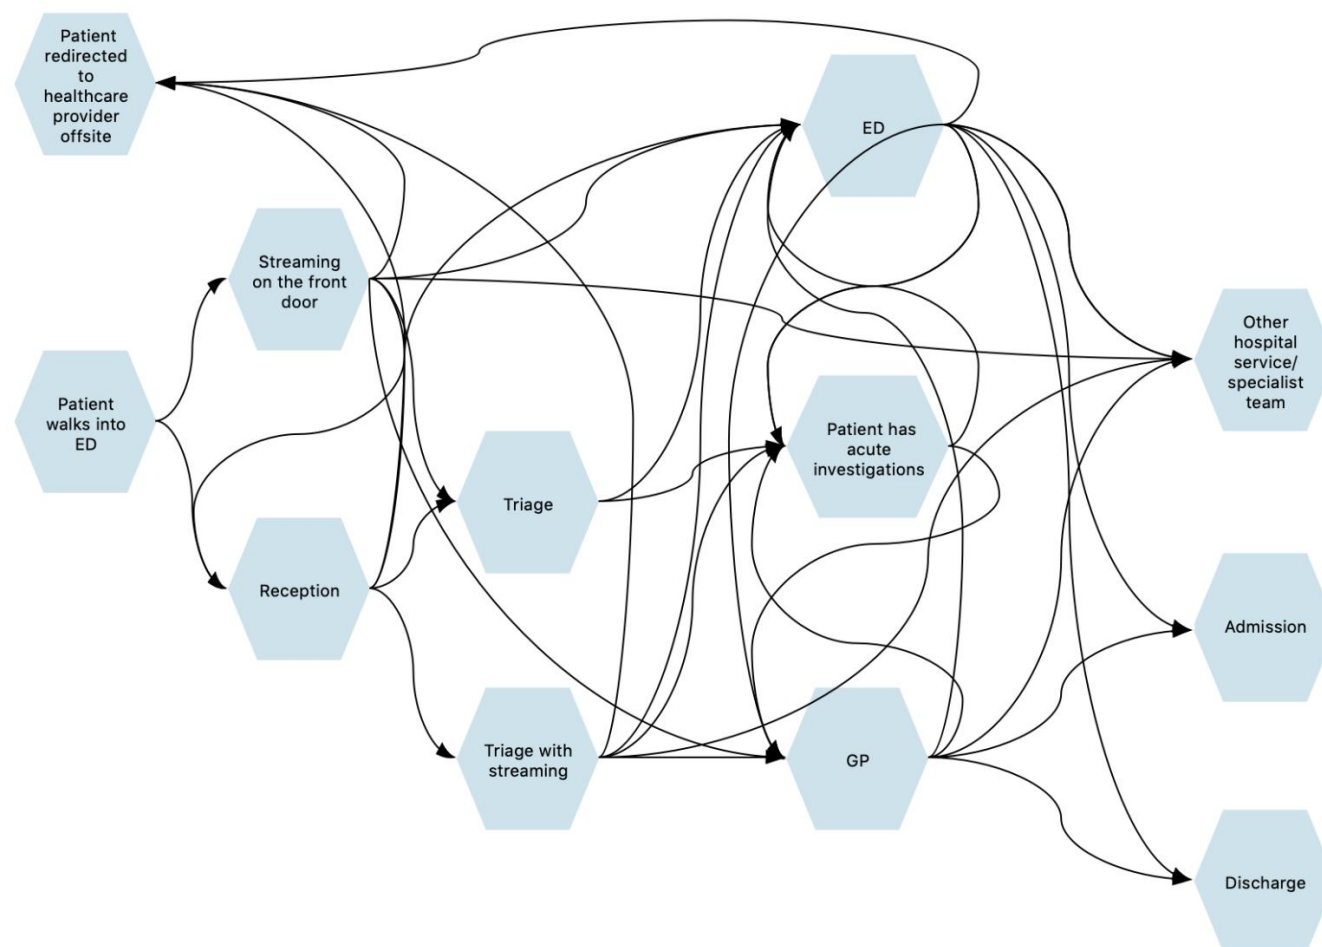 Patient
redirected
to
healthcare
provider
offsite
ED
Streaming
on the front
door
Other
hospital
service/
specialist
team
Patient
walks into
ED
Patient has
acute
investigations
Triage
Reception
Admission
Triage with
streaming
GP
Discharge